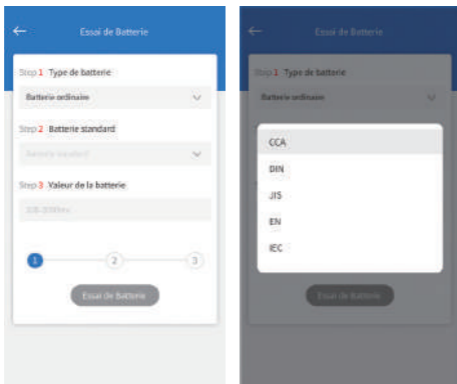 Essai de Batterie
Step 1 Type de batterie
Batterie ordinaire
Step 2 Batterie standard
Batterie standard
Step 3 Valeur de la batterie
1
2
3
Essai de Batterie
Essai de Batterie
Step 1 Type de batterie
Batterie ordinaire
CCA
DIN
JIS
EN
IEC
Essai de Batterie